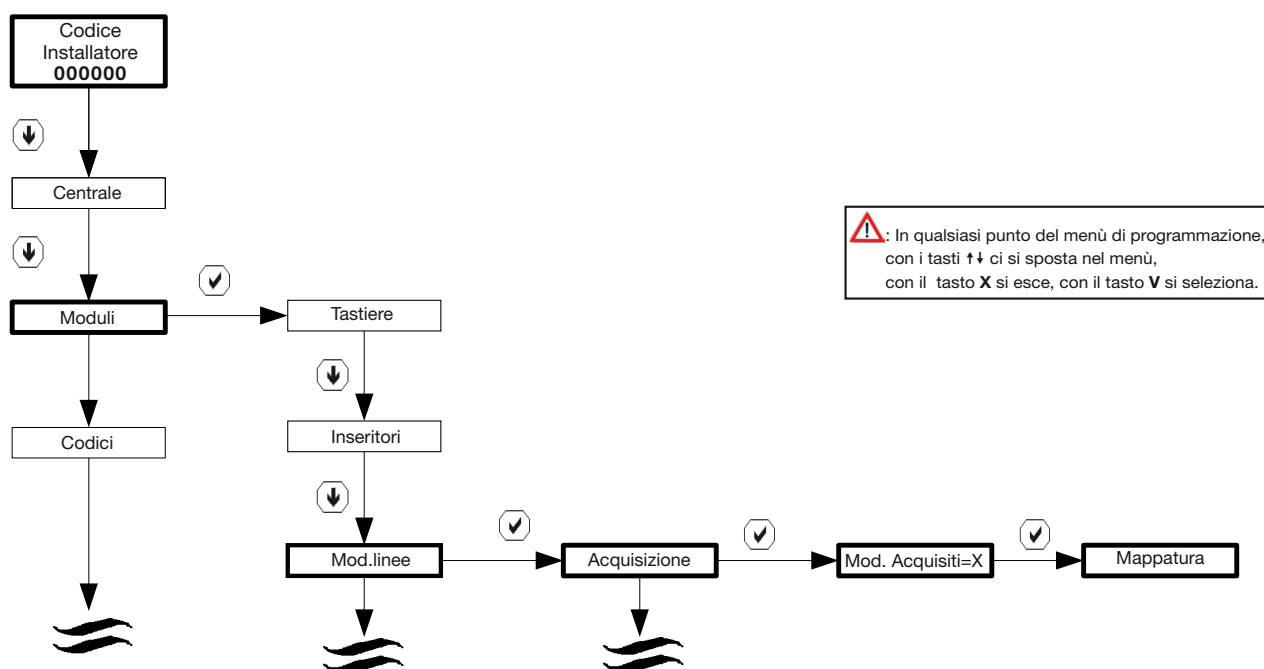 Codice
Installatore
000000
Centrale
: In qualsiasi punto del menù di programmazione,
con i tasti ↑↓ ci si sposta nel menù,
con il tasto X si esce, con il tasto V si seleziona.
Moduli
Tastiere
Codici
Inseritori
Mod.linee
Acquisizione
Mod. Acquisiti=X
Mappatura